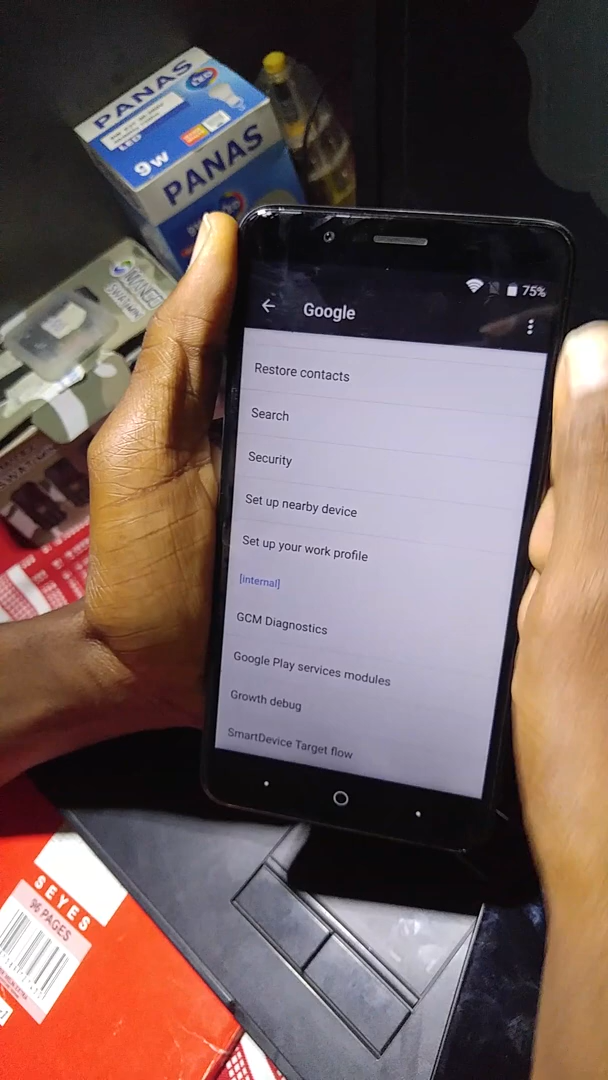 PANAS
LED
9w
PANAS
75%
Google
Restore contacts
Search
Security
Set up nearby device
Set up your work profile
[internal]
GCM Diagnostics
Google Play services modules
Growth debug
SmartDevice Target flow
SEYES
96 PAGES